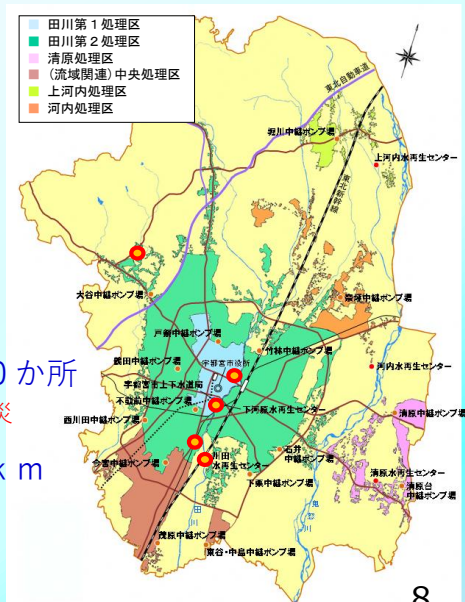 田川第1処理区
田川第2処理区
清原処理区
(流域関連)中央処理区
上河内処理区
河内処理区
東北自動車道
堀川中継ポンプ場
上河内水再生センター
東北新幹線
大谷中継ポンプ場
戸祭中継ポンプ場
竹林中継ポンプ場
鶴田中継ポンプ場
宇都宮市役所
河内水再生センター
宇都宮市上下水道局
か所
不動前中継ポンプ場
下河原水再生センター
清原中継ポンプ場
災
西川田中継ポンプ場
川田
水再生センター
石井
中継ポンプ場
km
今宮中継ポンプ場
清原水再生センター
清原台
中継ポンプ場
下栗中継ポンプ場
田川
鬼怒川
茂原中継ポンプ場
東谷・中島中継ポンプ場
8